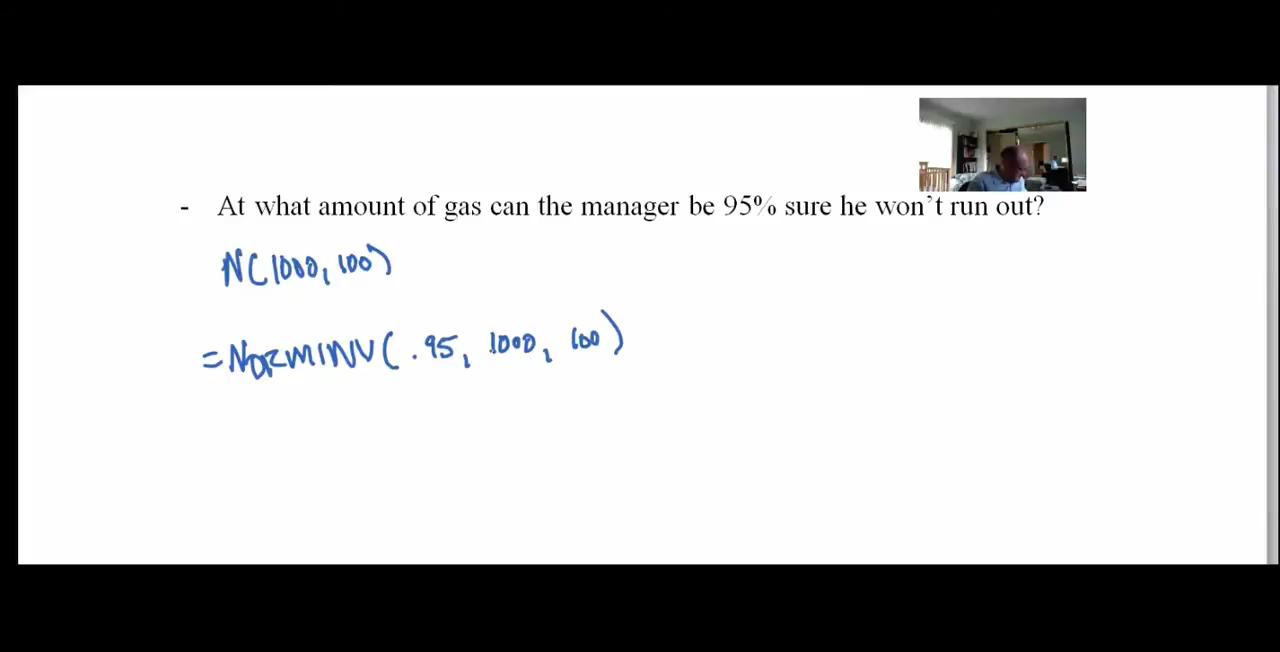 - At what amount of gas can the manager be 95% sure he won’t run out?
N(1000, 100)
=NORMINV(.95, 1000, 100)